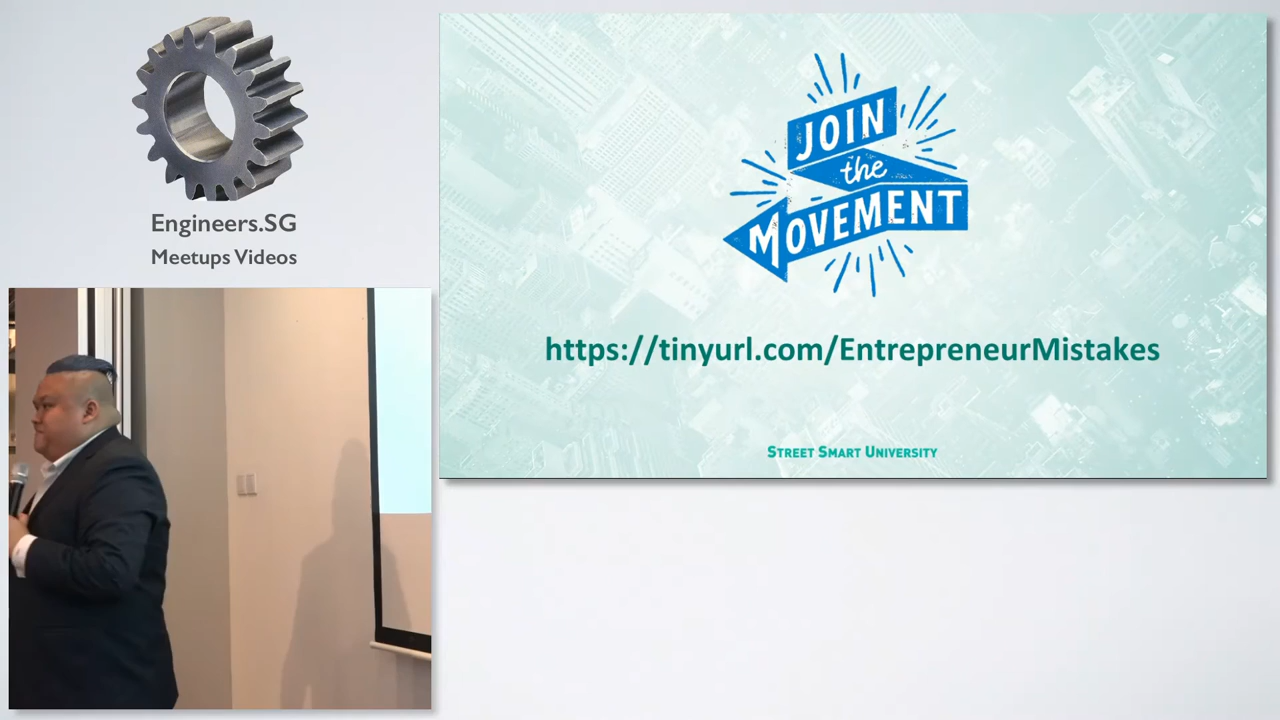 Engineers.SG
Meetups Videos
JOIN
the
MOVEMENT
https://tinyurl.com/EntrepreneurMistakes
STREET SMART UNIVERSITY